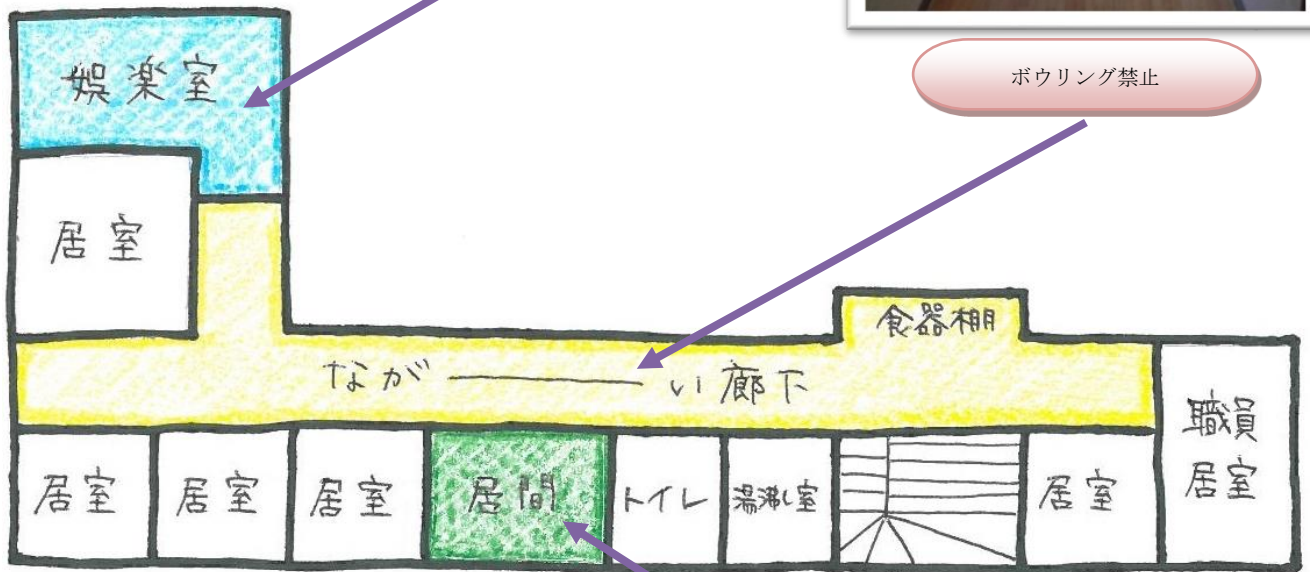 ボウリング禁止
娯楽室
居室
食器棚
なが――――い廊下
職員
居室
居室
居室
居室
居間
トイレ
湯沸し室
居室